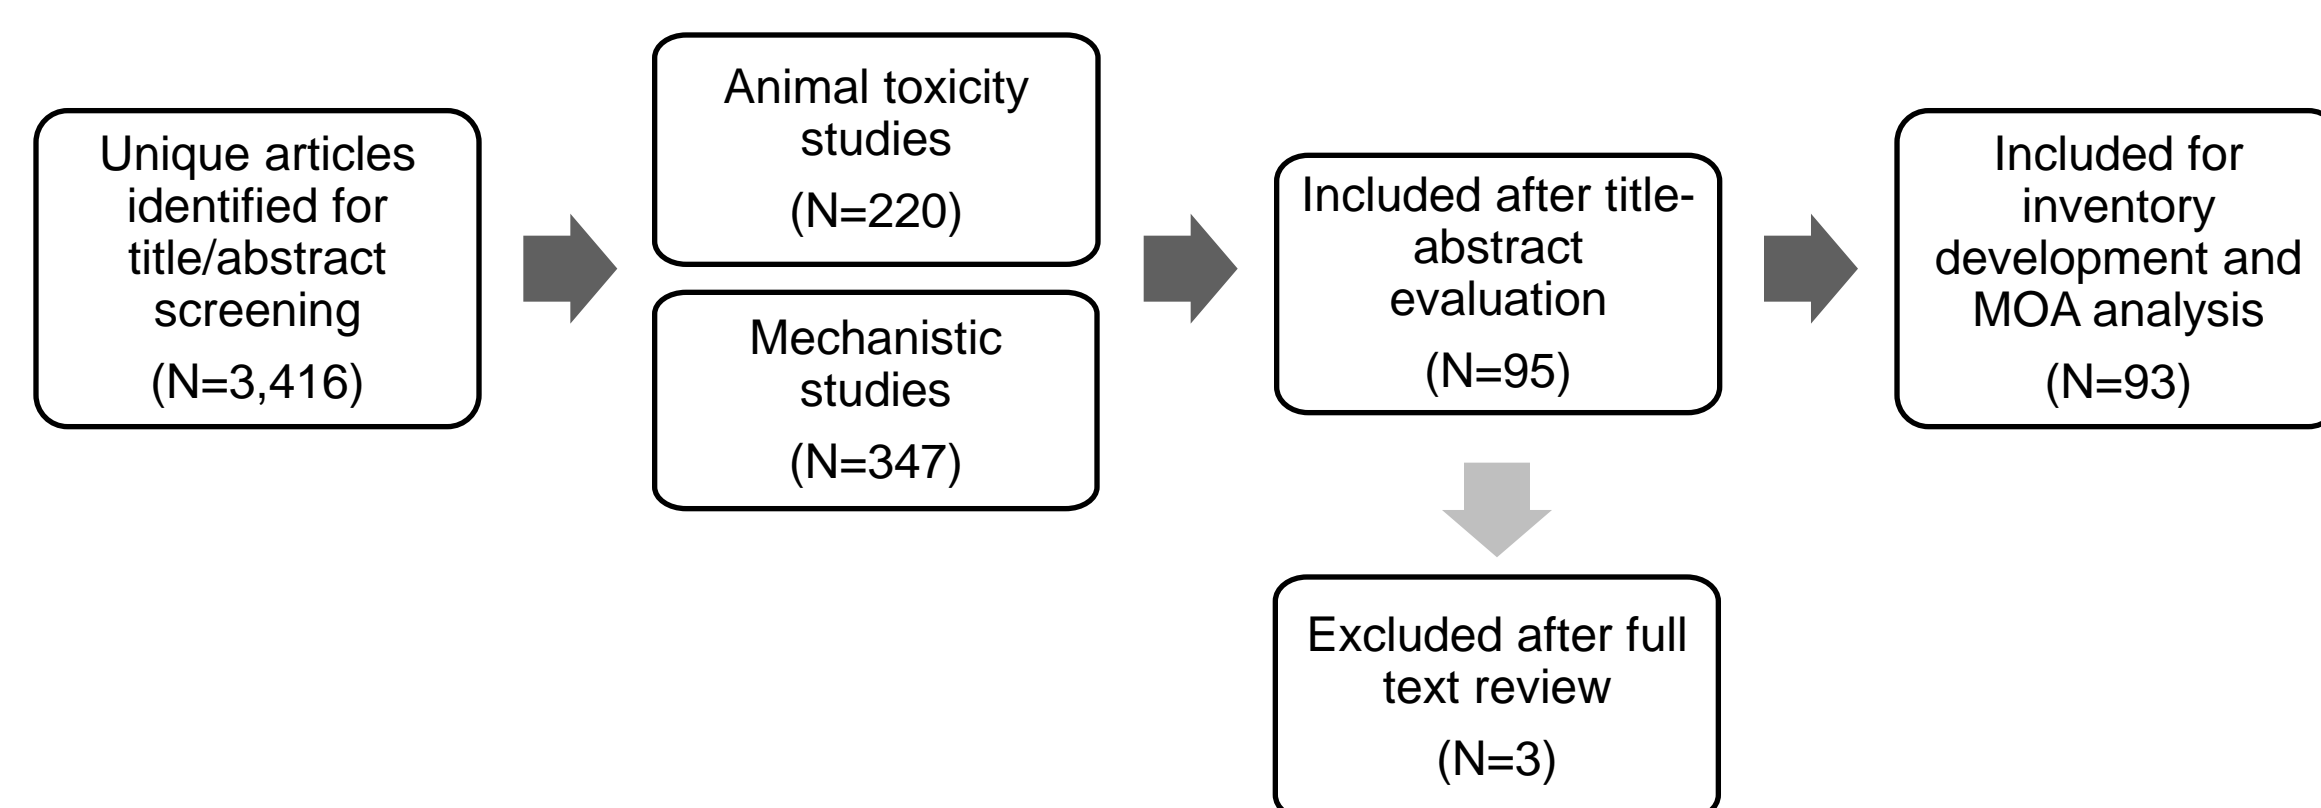 Unique articles
identified for
title/abstract
screening
(N=3,416)
Animal toxicity
studies
(N=220)
Mechanistic
studies
(N=347)
Included after title-
abstract
evaluation
(N=95)
Excluded after full
text review
(N=3)
Included for
inventory
development and
MOA analysis
(N=93)